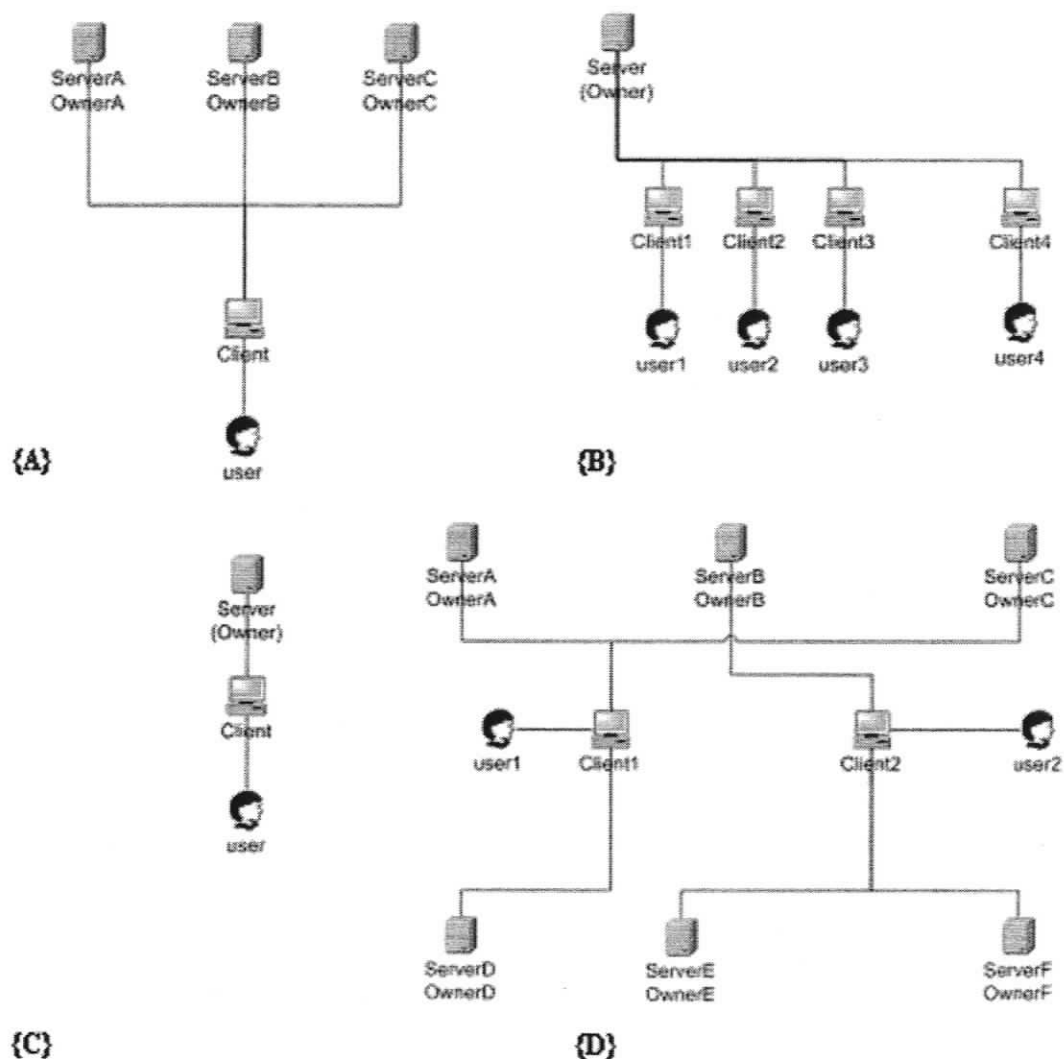 ServerA
OwnerA
ServerB
OwnerB
ServerC
OwnerC
Client
user
{A}
Server
(Owner)
Client1
Client2
Client3
Client4
user1
user2
user3
user4
{B}
Server
(Owner)
Client
user
{C}
ServerA
OwnerA
ServerB
OwnerB
ServerC
OwnerC
user1
Client1
Client2
user2
ServerD
OwnerD
ServerE
OwnerE
ServerF
OwnerF
{D}